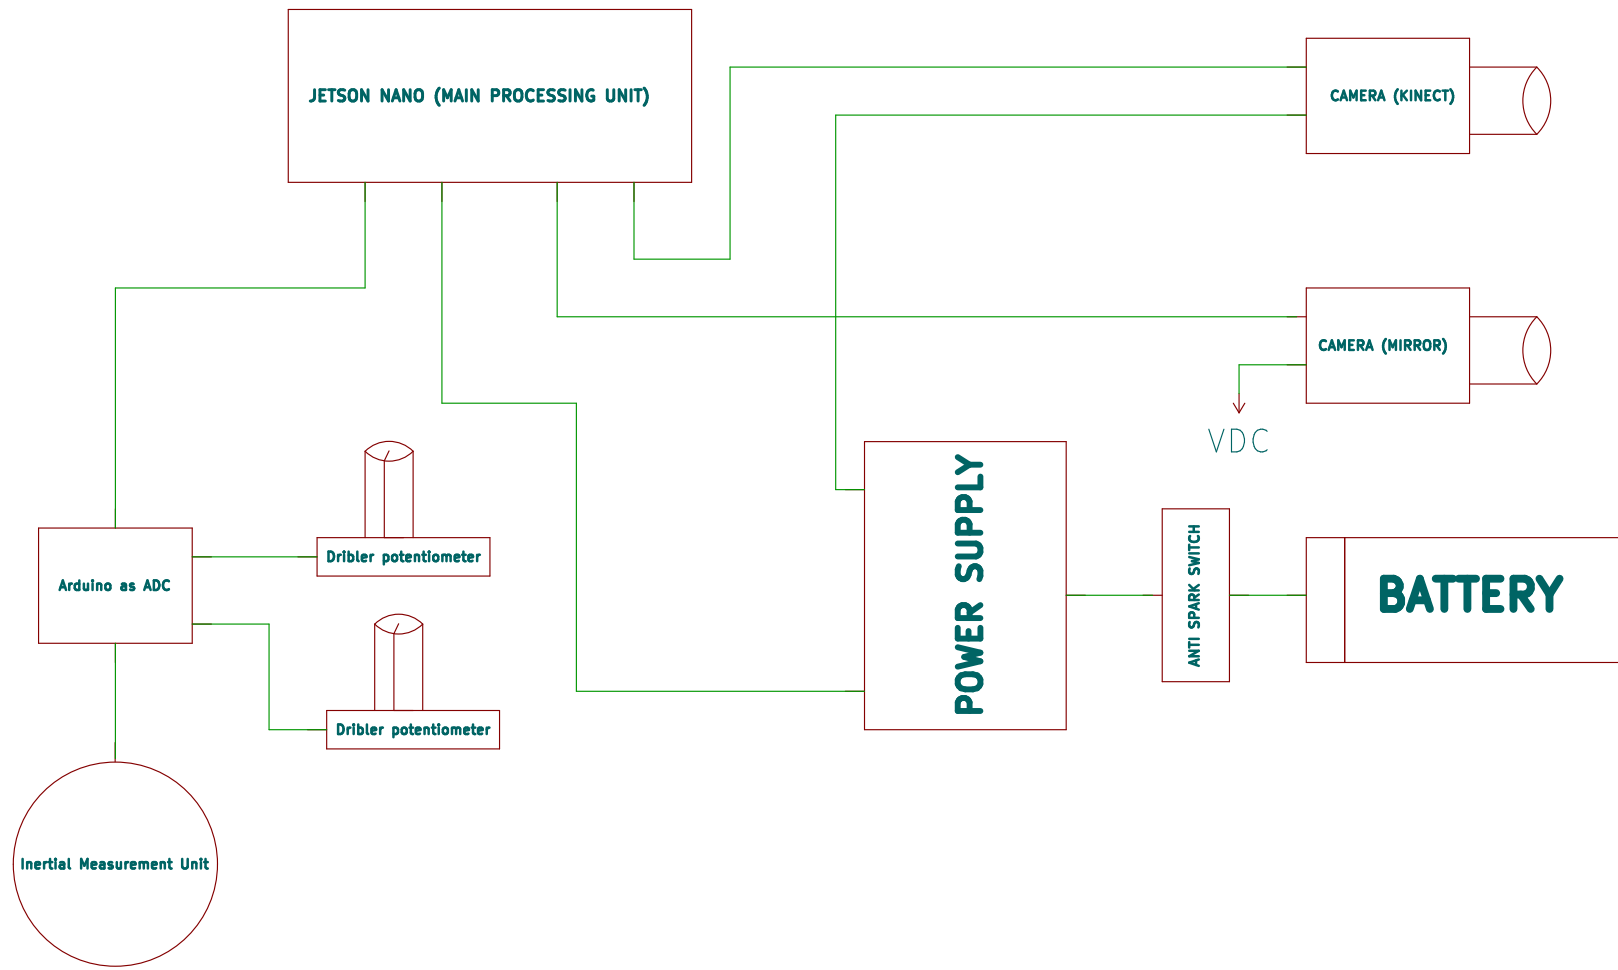 JETSON NANO (MAIN PROCESSING UNIT)
CAMERA (KINECT)
CAMERA (MIRROR)
VDC
POWER SUPPLY
ANTI SPARK SWITCH
BATTERY
Dribler potentiometer
Arduino as ADC
Dribler potentiometer
Inertial Measurement Unit